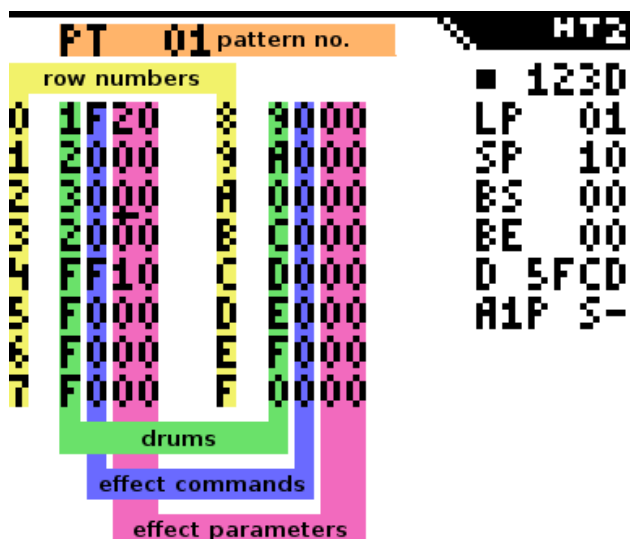 PT 01 pattern no. HT2
row numbers ■ 123D
0 1F20 8 9000 LP 01
1 2000 9 A000 SP 10
2 3000 A 0000 BS 00
3 2000 B C000 BE 00
4 FF10 C D000 D 5FCD
5 F000 D E000 A1P S-
6 F000 E F000
7 F000 F 0000
drums
effect commands
effect parameters